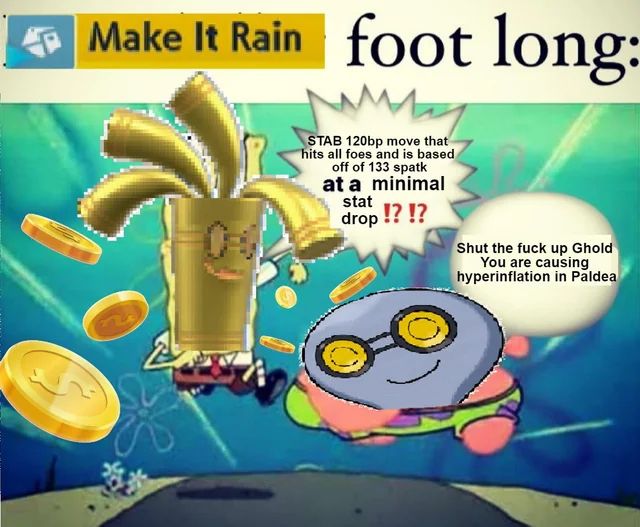 Make It Rain foot long:
STAB 120bp move that
hits all foes and is based
off of 133 spatk
at a minimal
stat
drop ⁉️ ⁉️
Shut the fuck up Ghold
You are causing
hyperinflation in Paldea